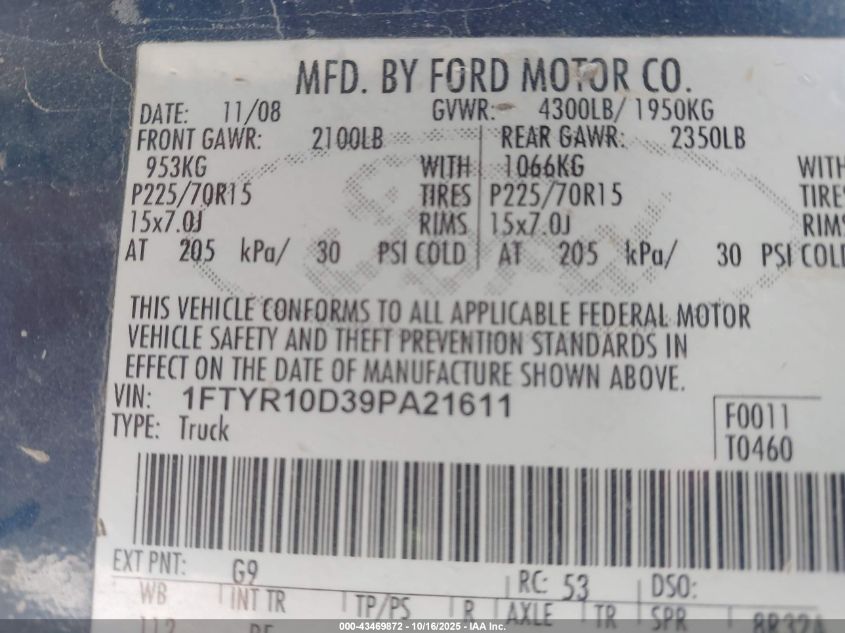 MFD. BY FORD MOTOR CO.
DATE: 11/08 GVWR: 4300LB/ 1950KG
FRONT GAWR: 2100LB REAR GAWR: 2350LB
953KG WITH 1066KG WITH
P225/70R15 TIRES P225/70R15 TIRES
15x7.0J RIMS 15x7.0J RIMS
AT 205 kPa/ 30 PSI COLD AT 205 kPa/ 30 PSI COLD
THIS VEHICLE CONFORMS TO ALL APPLICABLE FEDERAL MOTOR
VEHICLE SAFETY AND THEFT PREVENTION STANDARDS IN
EFFECT ON THE DATE OF MANUFACTURE SHOWN ABOVE.
VIN: 1FTYR10D39PA21611
F0011
TYPE: Truck
T0460
EXT PNT: G9 RC: 53 DSO:
WB INT TR TP/PS R AXLE TR SPR
112
000-43469872 | 10/16/2025 - IAA Inc.